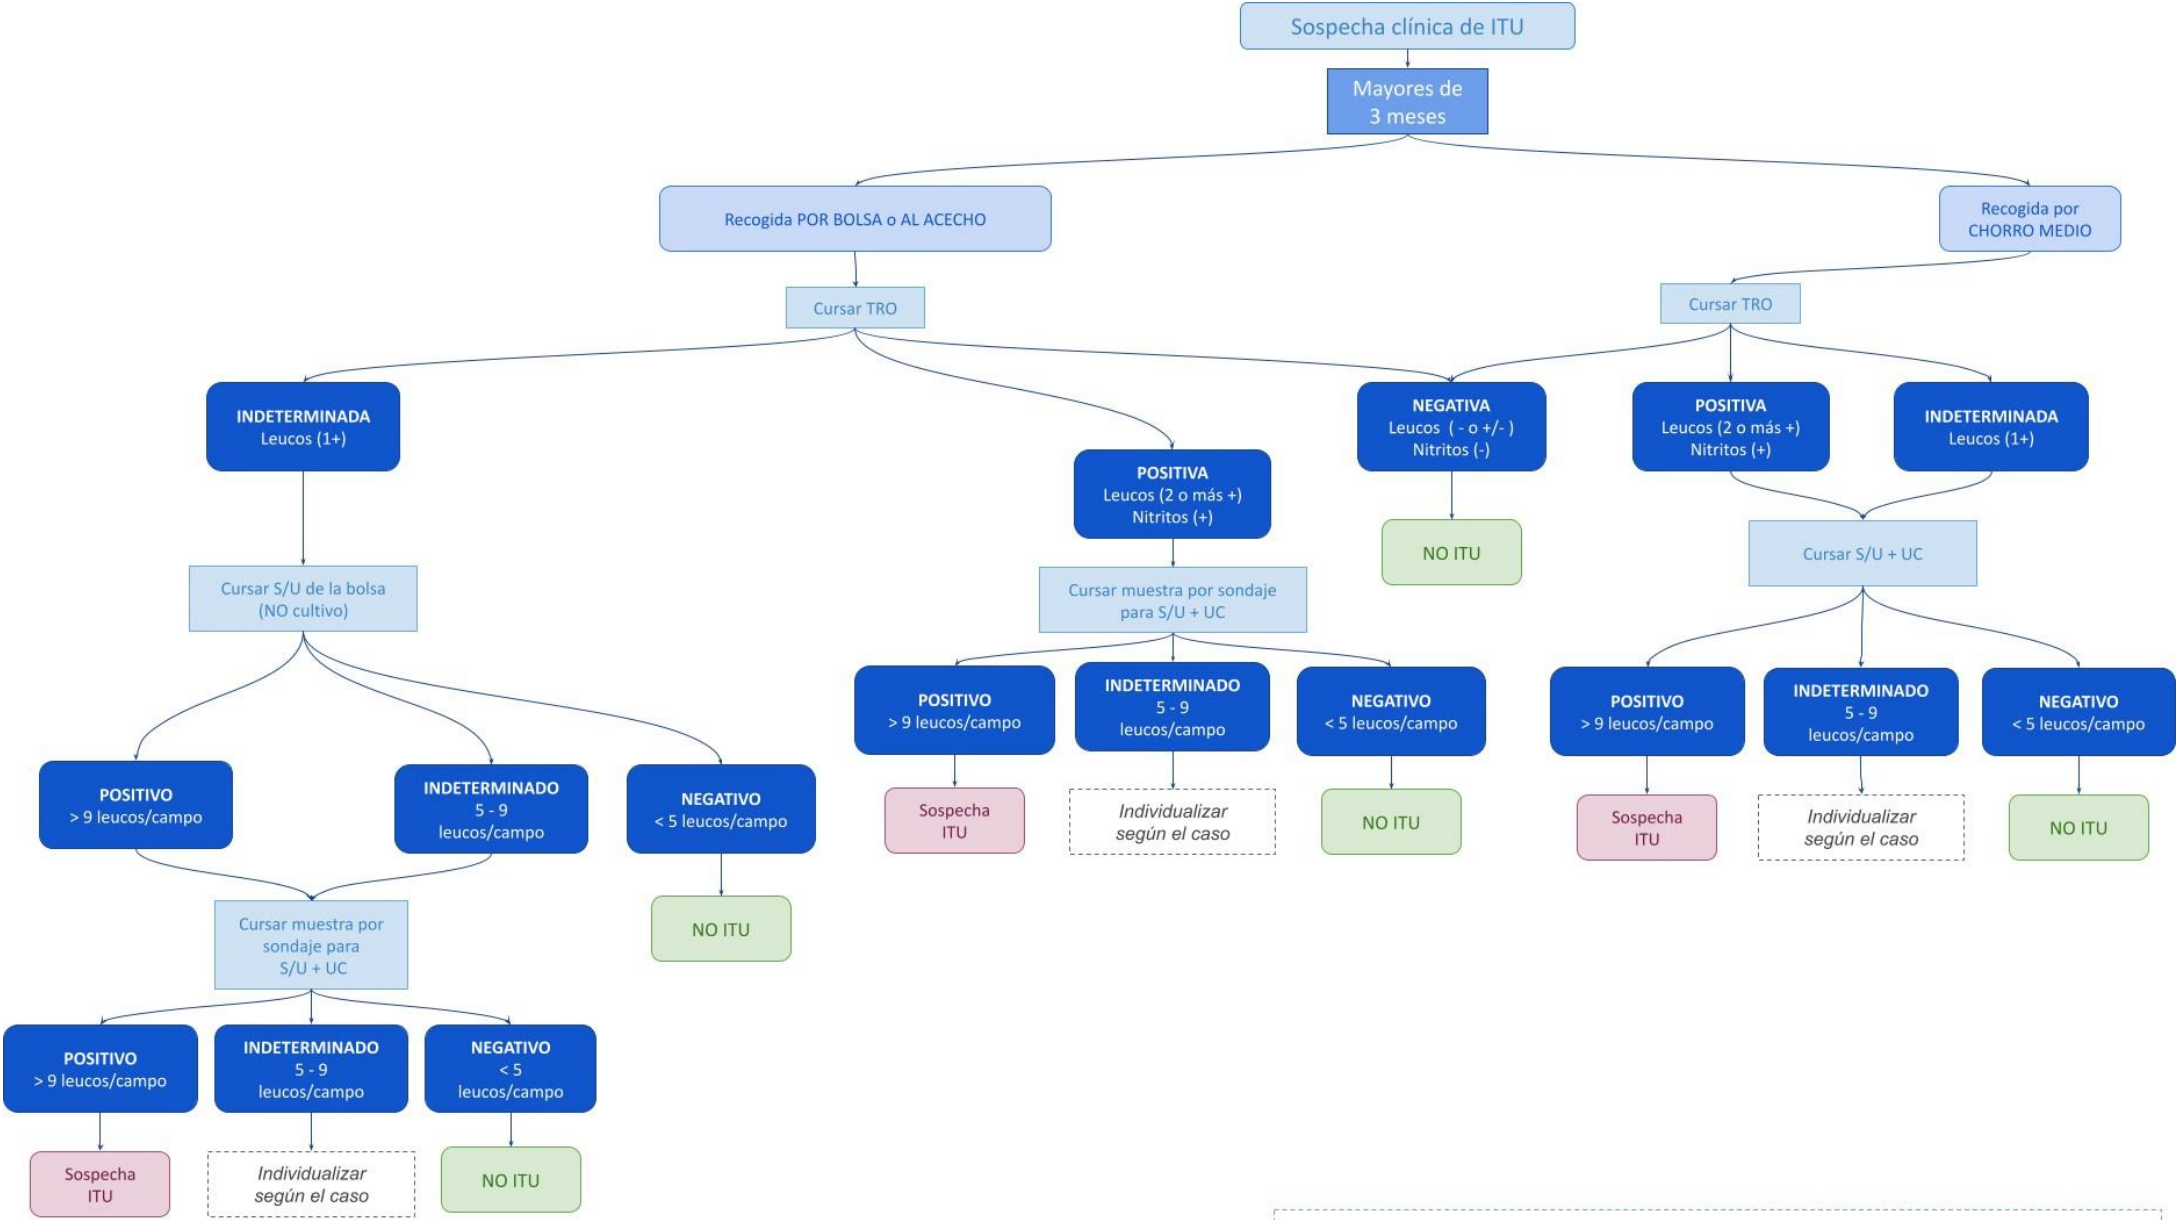 Sospecha clínica de ITU
Mayores de
3 meses
Recogida POR BOLSA o AL ACECHO
Recogida por
CHORRO MEDIO
Cursar TRO
Cursar TRO
INDETERMINADA
Leucos (1+)
POSITIVA
Leucos (2 o más +)
Nitritos (+)
NEGATIVA
Leucos ( - o +/- )
Nitritos (-)
POSITIVA
Leucos (2 o más +)
Nitritos (+)
INDETERMINADA
Leucos (1+)
NO ITU
Cursar S/U + UC
Cursar S/U de la bolsa
(NO cultivo)
Cursar muestra por sondaje
para S/U + UC
POSITIVO
> 9 leucos/campo
INDETERMINADO
5 - 9
leucos/campo
NEGATIVO
< 5 leucos/campo
POSITIVO
> 9 leucos/campo
INDETERMINADO
5 - 9
leucos/campo
NEGATIVO
< 5 leucos/campo
POSITIVO
> 9 leucos/campo
INDETERMINADO
5 - 9
leucos/campo
NEGATIVO
< 5 leucos/campo
Sospecha
ITU
Individualizar
según el caso
NO ITU
Sospecha
ITU
Individualizar
según el caso
NO ITU
NO ITU
Cursar muestra por
sondaje para
S/U + UC
POSITIVO
> 9 leucos/campo
INDETERMINADO
5 - 9
leucos/campo
NEGATIVO
< 5
leucos/campo
Sospecha
ITU
Individualizar
según el caso
NO ITU